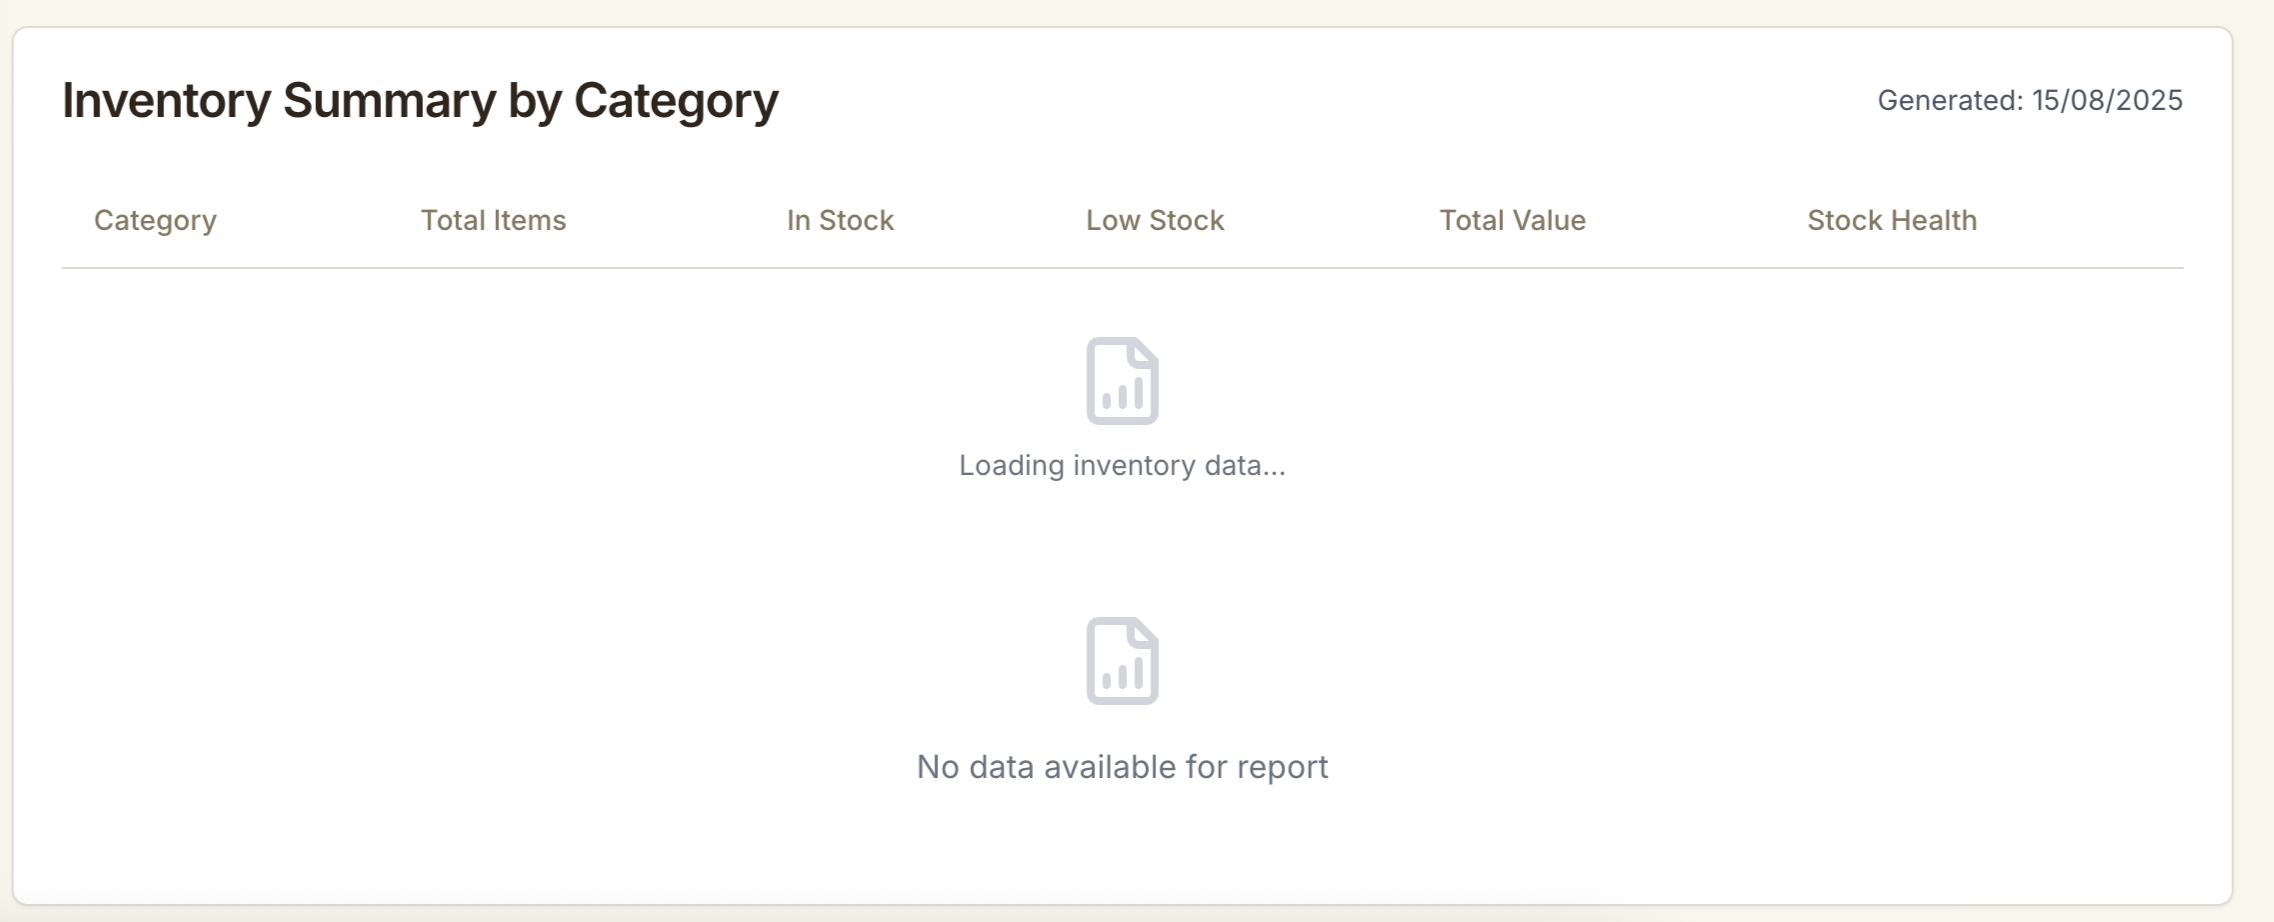 Inventory Summary by Category
Generated: 15/08/2025
Category Total Items In Stock Low Stock Total Value Stock Health
Loading inventory data...
No data available for report